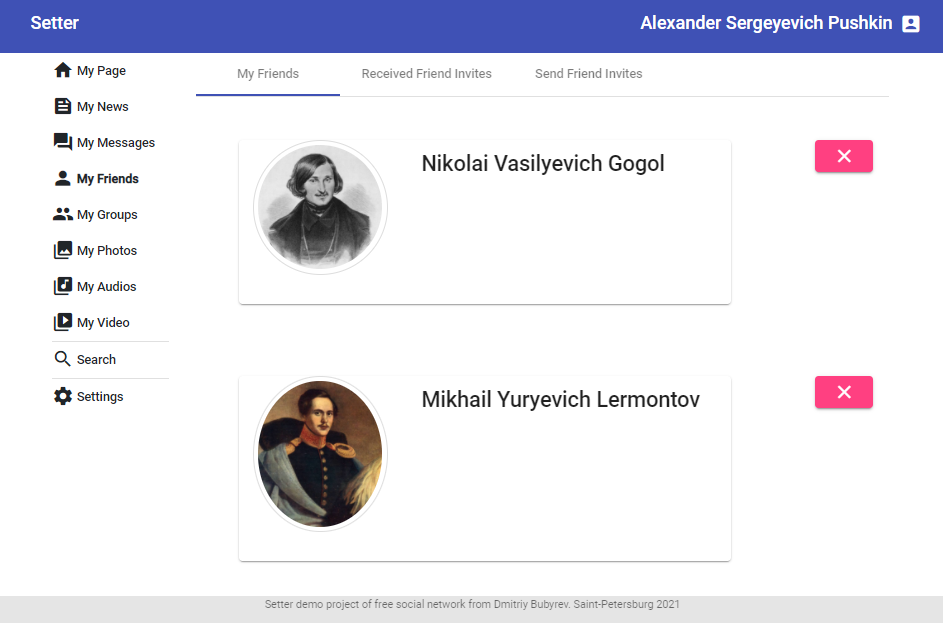 Setter
Alexander Sergeyevich Pushkin
My Page
My News
My Messages
My Friends
My Groups
My Photos
My Audios
My Video
Search
Settings
My Friends
Received Friend Invites
Send Friend Invites
Nikolai Vasilyevich Gogol
Mikhail Yuryevich Lermontov
Setter demo project of free social network from Dmitriy Bubyrev. Saint-Petersburg 2021